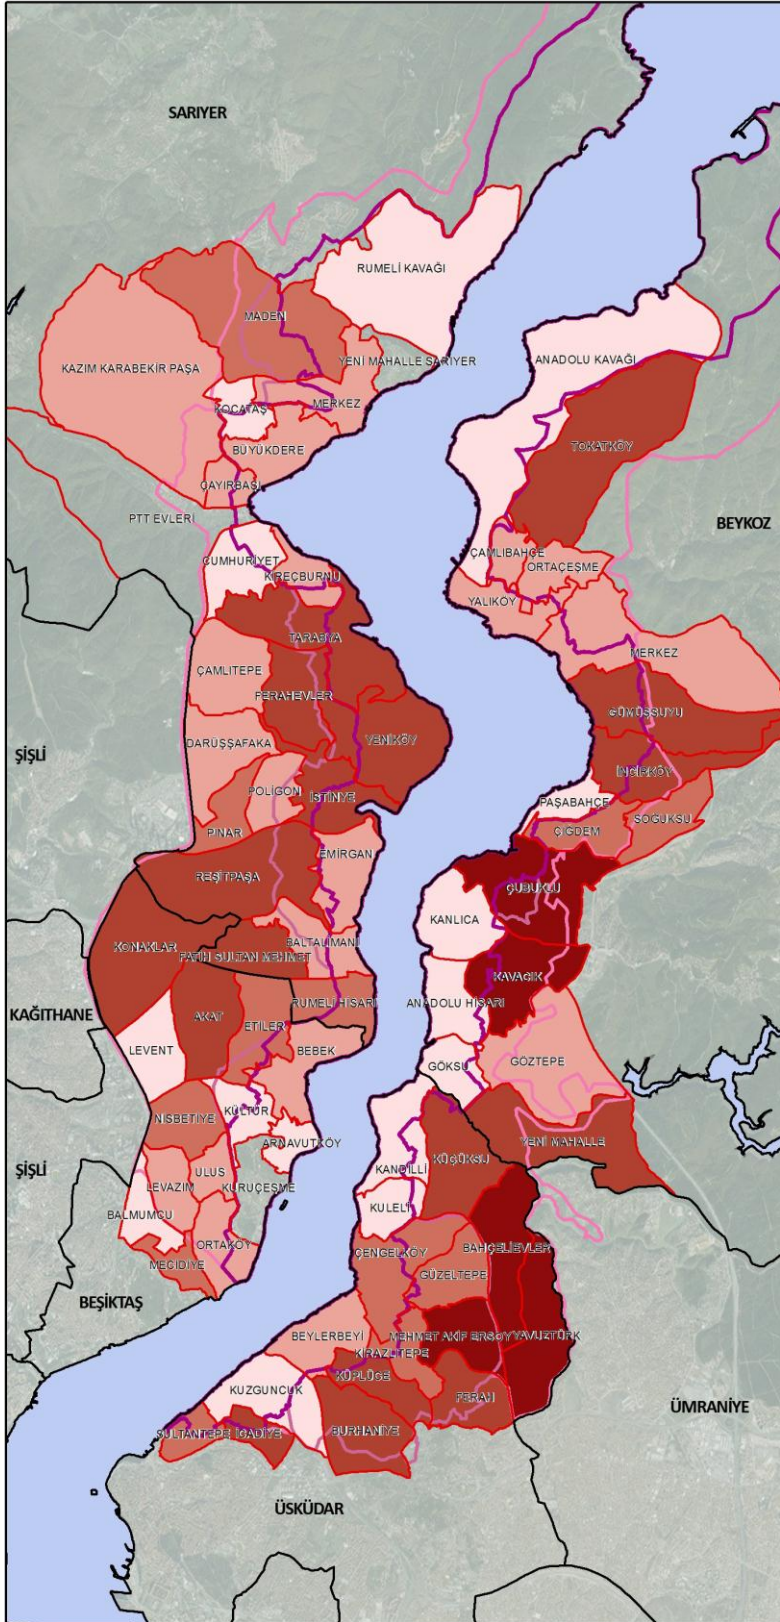 SARIYER
RUMELİ KAVAĞI
MADEN
YENİ MAHALLE SARIYER
ANADOLU KAVAĞI
KAZIM KARABEKİR PAŞA
KOCATAŞ
MERKEZ
TOKATKÖY
BÜYÜKDERE
ÇAYIRBAŞI
PTT EVLERİ
BEYKOZ
CUMHURİYET
KİREÇBURNU
ÇAMLIBAHÇE
ORTAÇEŞME
YALIKÖY
TARABYA
MERKEZ
ÇAMLITEPE
FERAHEVLER
GÜMÜŞSUYU
YENİKÖY
DARÜŞŞAFAKA
ŞİŞLİ
İNCİRKÖY
POLİGON
İSTİNYE
PAŞABAHÇE
SOĞUKSU
PINAR
ÇİĞDEM
EMİRGAN
REŞİTPAŞA
ÇUBUKLU
KANLICA
BALTALİMANI
KONAKLAR
FATİH SULTAN MEHMET
KAVACIK
RUMELİ HİSARI
ANADOLU HİSARI
KAĞITHANE
AKAT
ETİLER
LEVENT
BEBEK
GÖKSU
GÖZTEPE
KÜLTÜR
NİSBETİYE
ARNAVUTKÖY
YENİ MAHALLE
KÜÇÜKSU
ŞİŞLİ
ULUS
KANDİLLİ
LEVAZIM
KURUÇEŞME
KULELİ
BALMUMCU
ORTAKÖY
BAHÇELİEVLER
ÇENGELKÖY
MECİDİYE
GÜZELTEPE
BEŞİKTAŞ
BEYLERBEYİ
MEHMET AKİF ERSOY
YAVUZTÜRK
KİRAZLITEPE
KÜPLÜCE
KUZGUNCUK
FERAH
ÜMRANİYE
SULTANTEPE
İCADİYE
BURHANİYE
ÜSKÜDAR